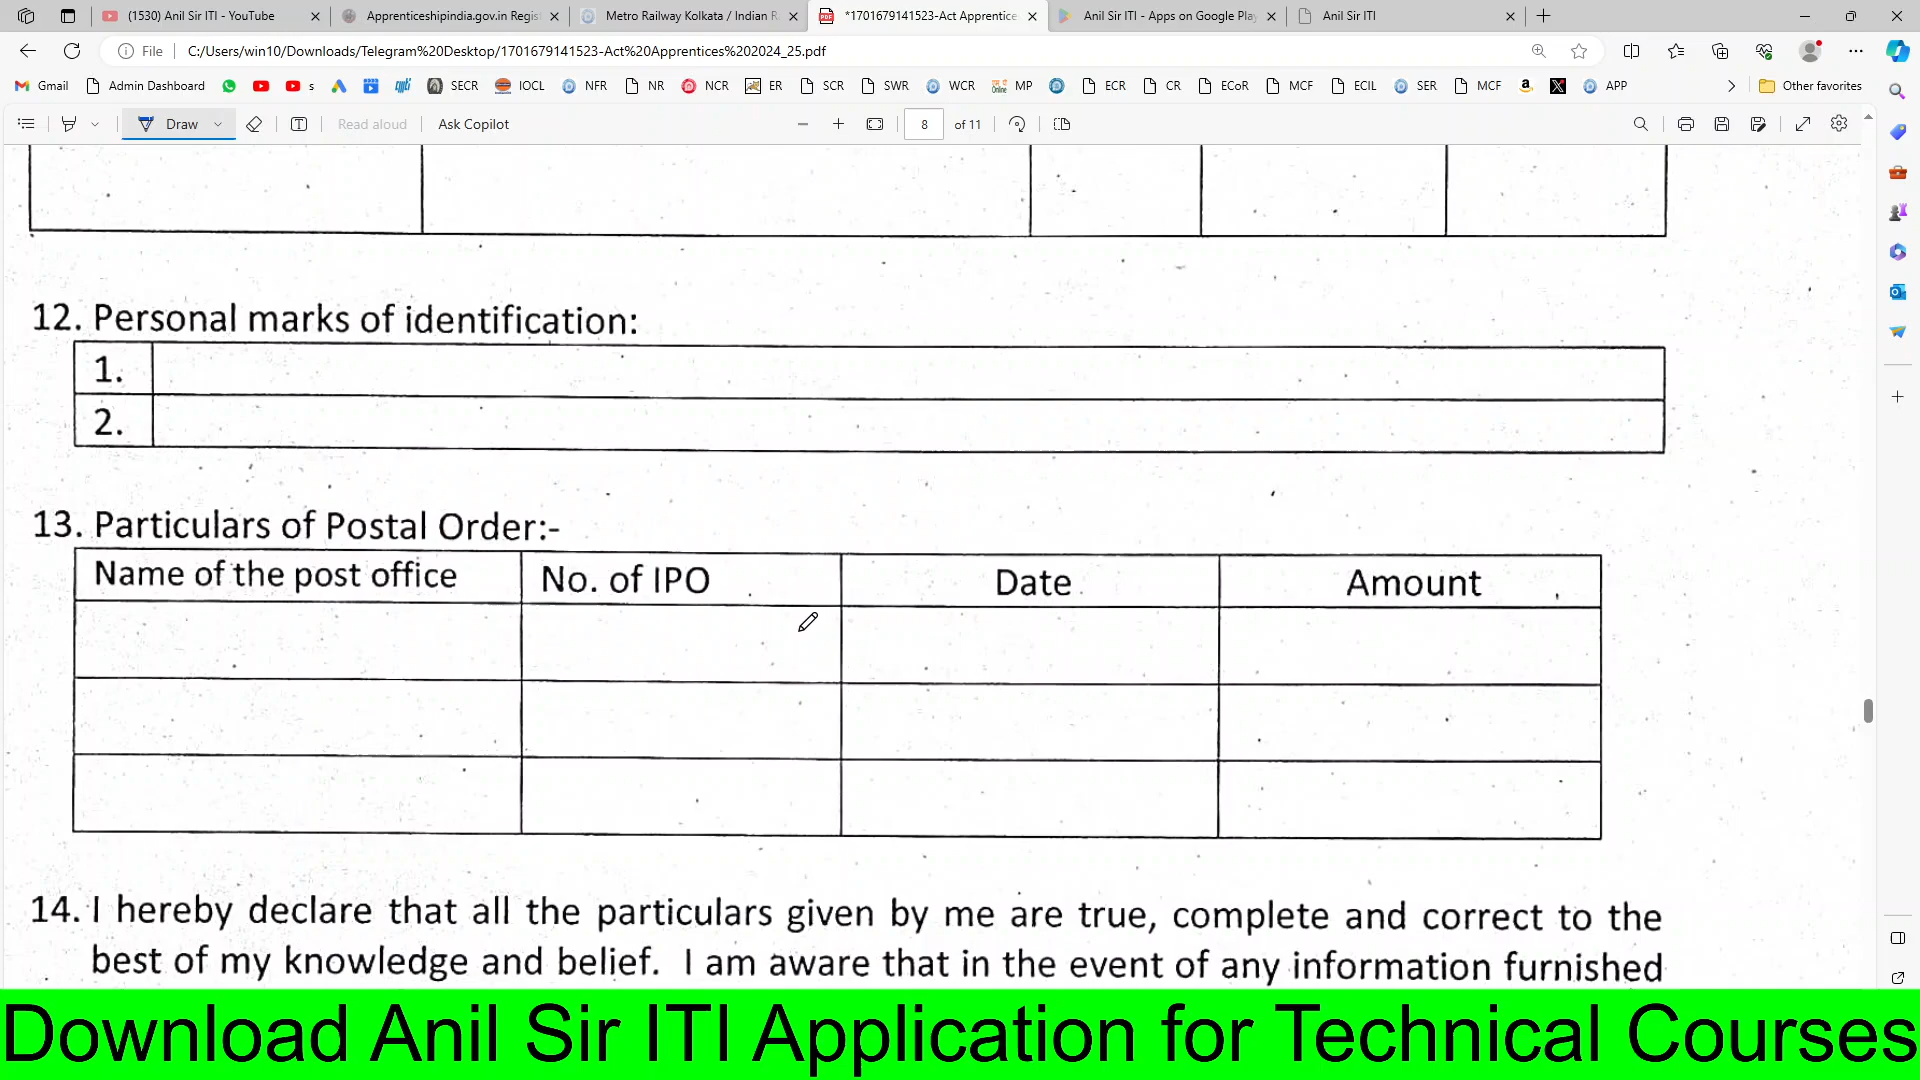 (1530) Anil Sir ITI - YouTube
Apprenticeshipindia.gov.in Regis
Metro Railway Kolkata / Indian R
*1701679141523-Act Apprentice
Anil Sir ITI - Apps on Google Play
Anil Sir ITI
File
C:/Users/win10/Downloads/Telegram%20Desktop/1701679141523-Act%20Apprentices%202024_25.pdf
Gmail
Admin Dashboard
s
SECR
IOCL
NFR
NR
NCR
ER
SCR
SWR
WCR
MP
ECR
CR
ECoR
MCF
ECIL
SER
MCF
APP
Other favorites
Draw
Read aloud
Ask Copilot
8
of 11
12. Personal marks of identification:
1.
2.
13. Particulars of Postal Order:-
Name of the post office
No. of IPO
Date
Amount
14. I hereby declare that all the particulars given by me are true, complete and correct to the
best of my knowledge and belief. I am aware that in the event of any information furnished
Download Anil Sir ITI Application for Technical Courses